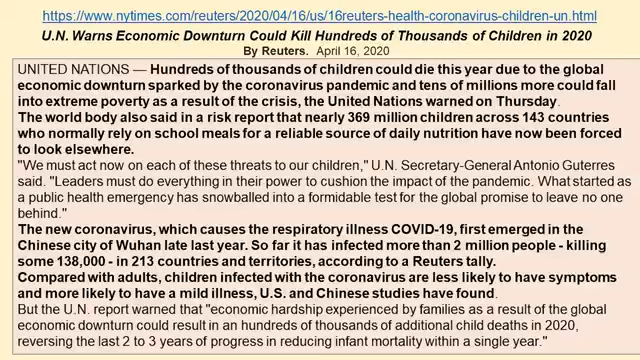 https://www.nytimes.com/reuters/2020/04/16/us/16reuters-health-coronavirus-children-un.html
U.N. Warns Economic Downturn Could Kill Hundreds of Thousands of Children in 2020
By Reuters. April 16, 2020
UNITED NATIONS — Hundreds of thousands of children could die this year due to the global
economic downturn sparked by the coronavirus pandemic and tens of millions more could fall
into extreme poverty as a result of the crisis, the United Nations warned on Thursday.
The world body also said in a risk report that nearly 369 million children across 143 countries
who normally rely on school meals for a reliable source of daily nutrition have now been forced
to look elsewhere.
"We must act now on each of these threats to our children," U.N. Secretary-General Antonio Guterres
said. "Leaders must do everything in their power to cushion the impact of the pandemic. What started as
a public health emergency has snowballed into a formidable test for the global promise to leave no one
behind."
The new coronavirus, which causes the respiratory illness COVID-19, first emerged in the
Chinese city of Wuhan late last year. So far it has infected more than 2 million people - killing
some 138,000 - in 213 countries and territories, according to a Reuters tally.
Compared with adults, children infected with the coronavirus are less likely to have symptoms
and more likely to have a mild illness, U.S. and Chinese studies have found.
But the U.N. report warned that "economic hardship experienced by families as a result of the global
economic downturn could result in an hundreds of thousands of additional child deaths in 2020,
reversing the last 2 to 3 years of progress in reducing infant mortality within a single year."